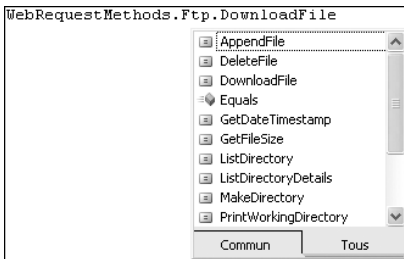 WebRequestMethods.Ftp.DownloadFile
AppendFile
DeleteFile
DownloadFile
Equals
GetDateTimestamp
GetFileSize
ListDirectory
ListDirectoryDetails
MakeDirectory
PrintWorkingDirectory
Commun Tous